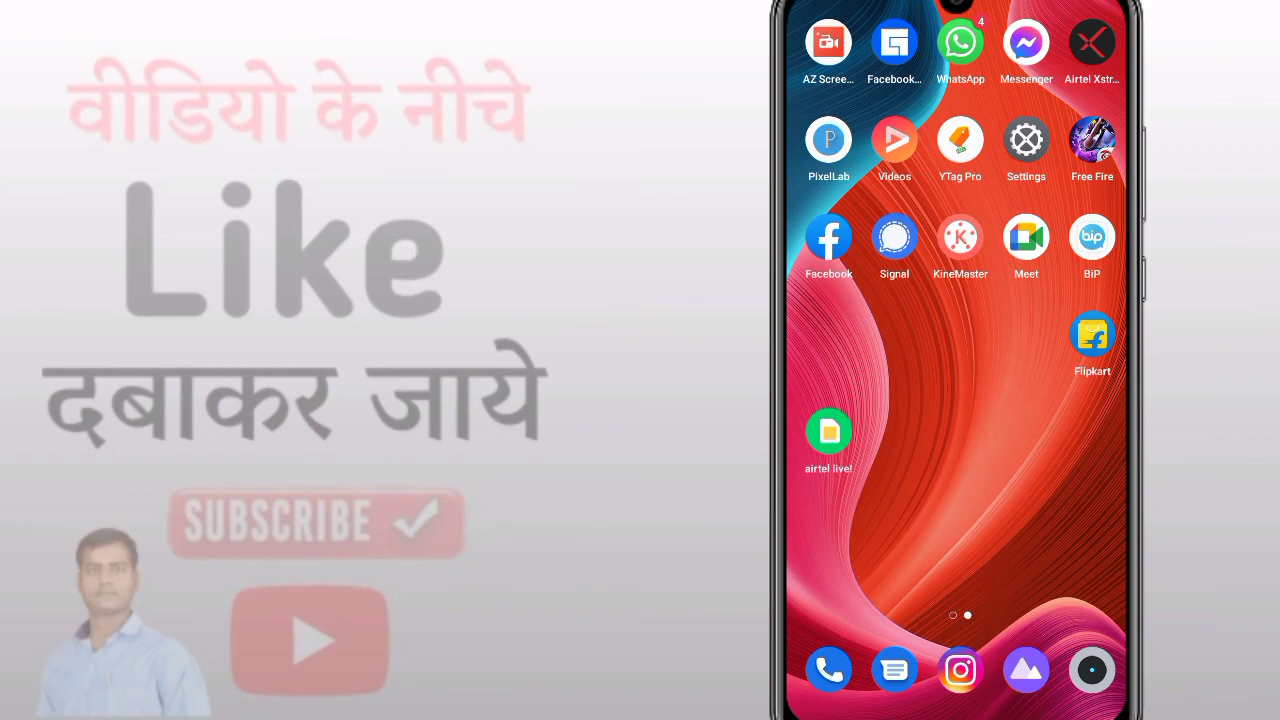 वीडियो के नीचे
Like
दबाकर जाये
SUBSCRIBE
4
AZ Scree... Facebook... WhatsApp Messenger Airtel Xstr...
P
PixelLab Videos YTag Pro Settings Free Fire
K
bip
Facebook Signal KineMaster Meet BiP
Flipkart
airtel live!